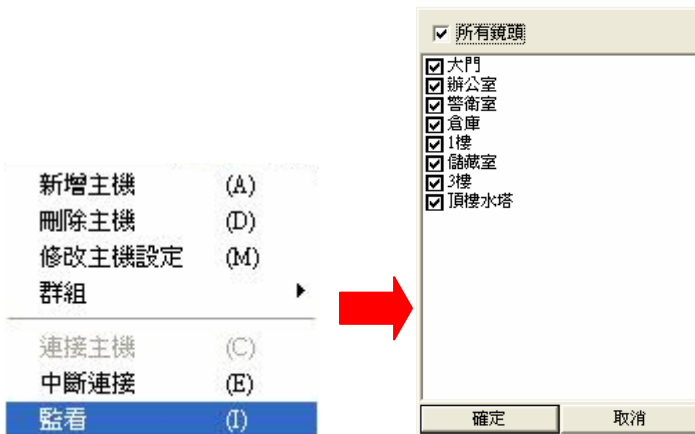 新增主機 (A)
刪除主機 (D)
修改主機設定 (M)
群組
連接主機 (C)
中斷連接 (E)
監看 (I)
所有鏡頭
大門
辦公室
警衛室
倉庫
1樓
儲藏室
3樓
頂樓水塔
確定 取消